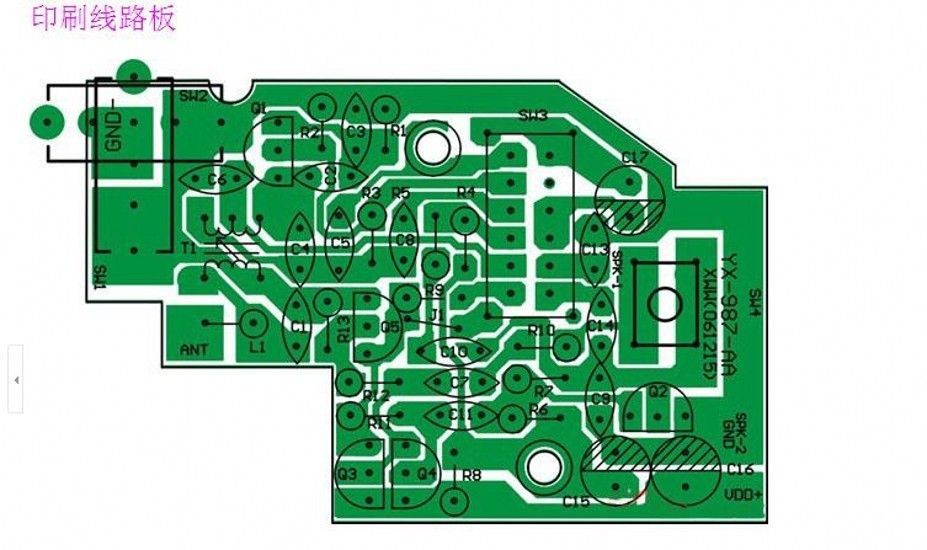 印刷线路板
SW2
GND-
Q1
R2
C3
R1
SW3
C17
C6
C2
R3
R5
R4
T1
C4
C5
C8
C13
SPK-1
SW1
R9
SW4
YX-987-AA
XMW(061215)
C1
R13
Q5
J1
C14
R10
ANT
L1
C10
R12
C7
R7
C9
Q2
R11
C11
R6
SPK-2
GND
Q3
Q4
R8
C15
C16
VDD+